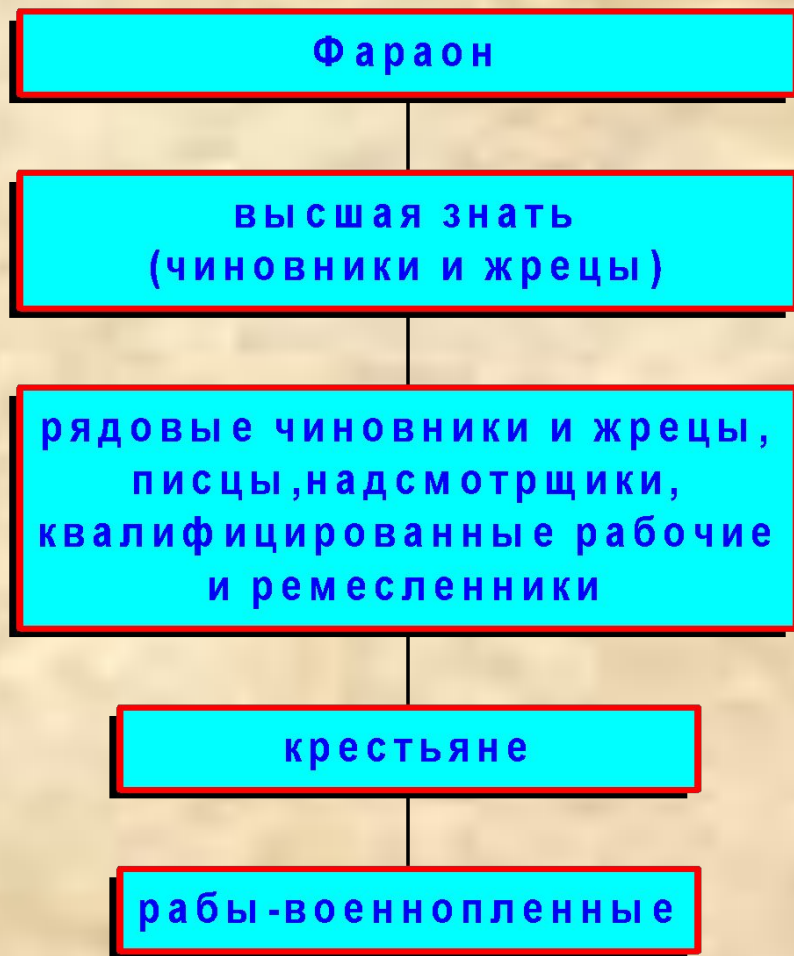 Фараон
высшая знать
(чиновники и жрецы)
рядовые чиновники и жрецы,
писцы,надсмотрщики,
квалифицированные рабочие
и ремесленники
крестьяне
рабы-военнопленные